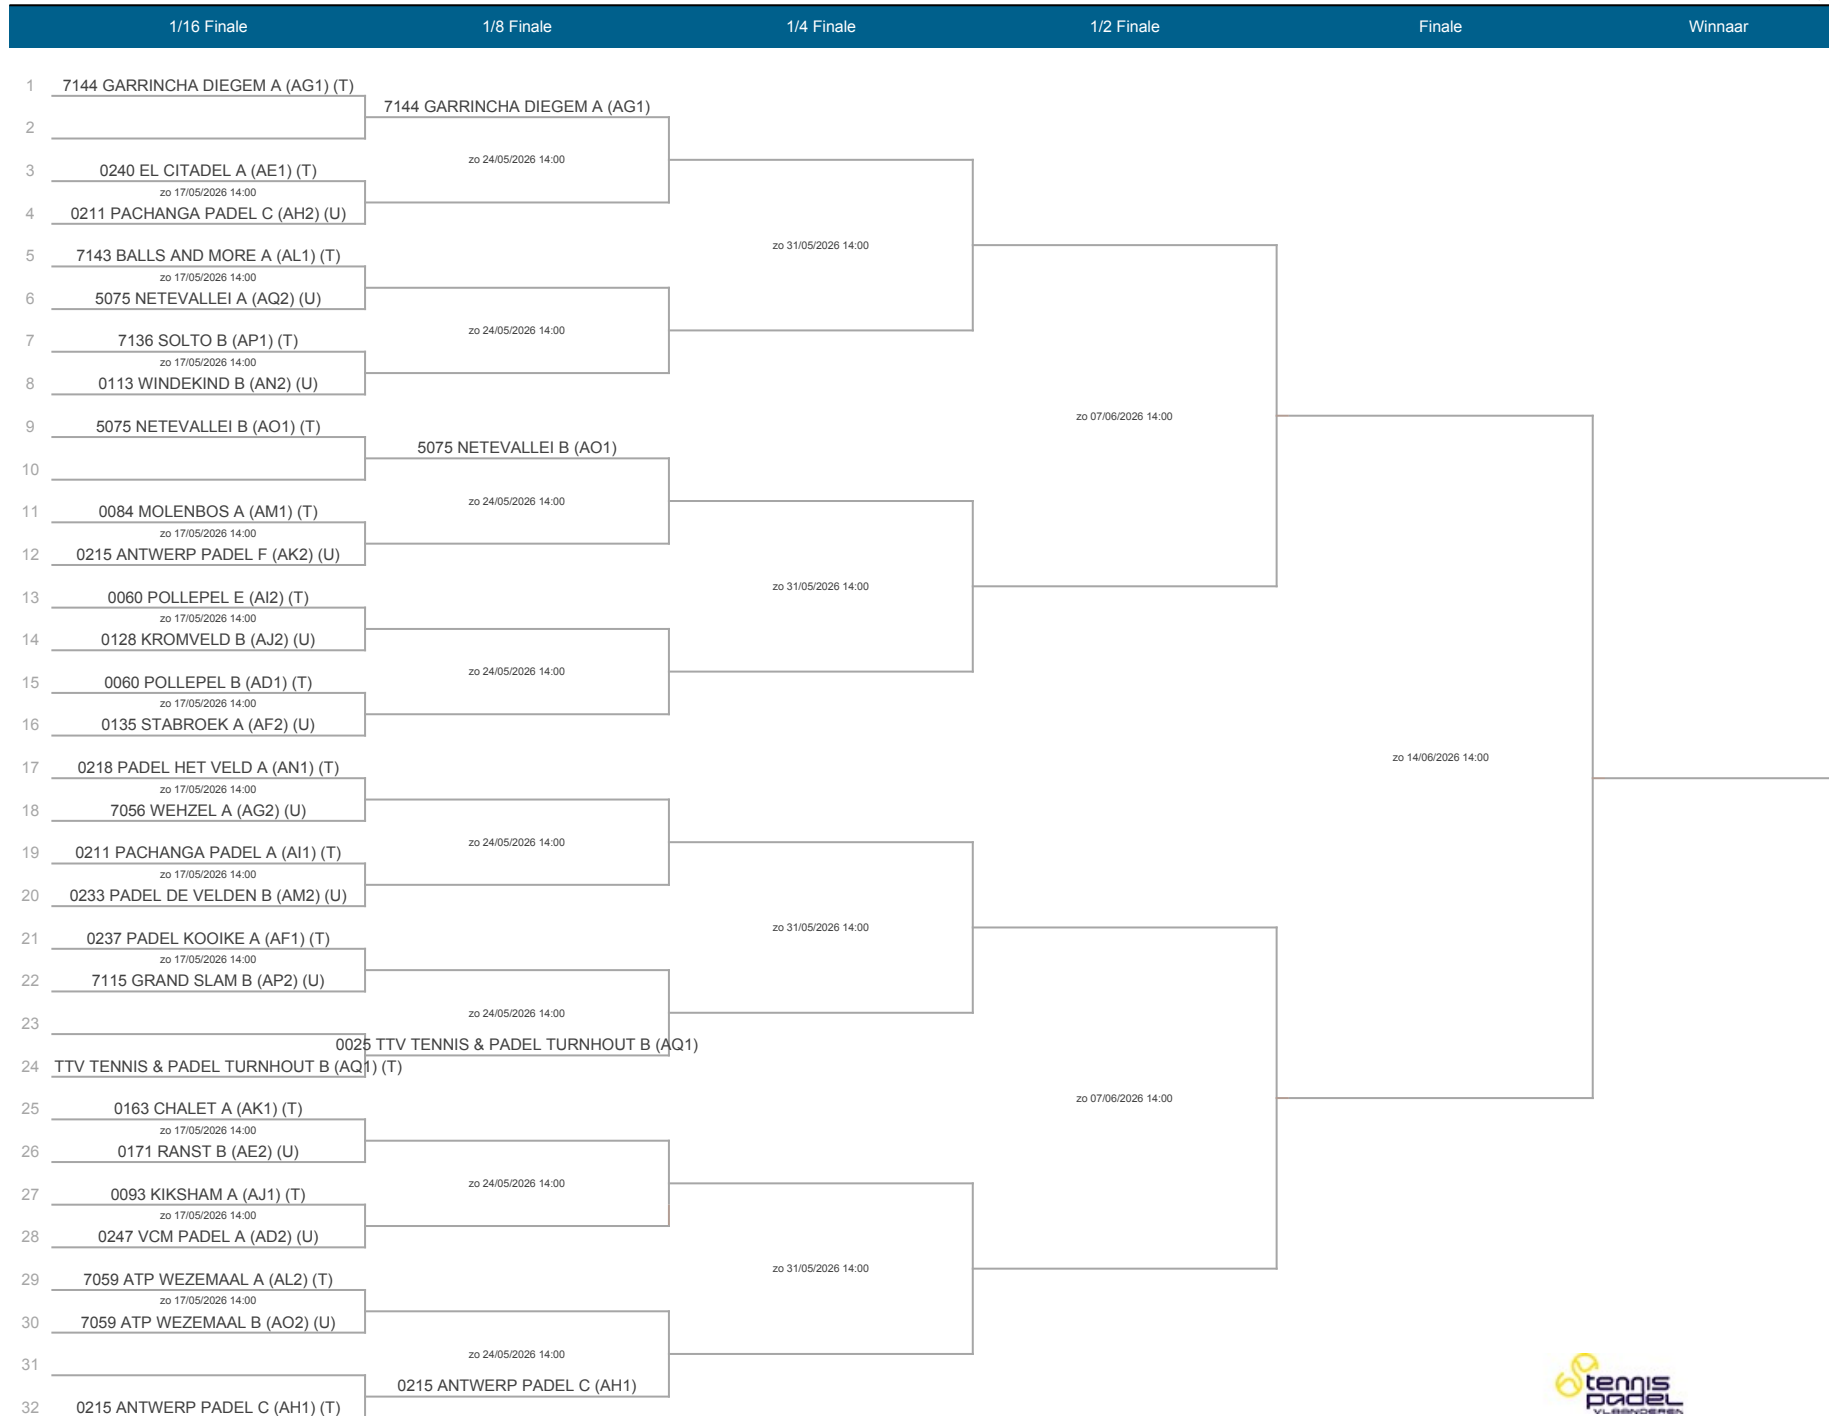 1/16 Finale 1/8 Finale 1/4 Finale 1/2 Finale Finale Winnaar
1 7144 GARRINCHA DIEGEM A (AG1) (T)
7144 GARRINCHA DIEGEM A (AG1)
2
zo 24/05/2026 14:00
3 0240 EL CITADEL A (AE1) (T)
zo 17/05/2026 14:00
4 0211 PACHANGA PADEL C (AH2) (U)
zo 31/05/2026 14:00
5 7143 BALLS AND MORE A (AL1) (T)
zo 17/05/2026 14:00
6 5075 NETEVALLEI A (AQ2) (U)
zo 24/05/2026 14:00
7 7136 SOLTO B (AP1) (T)
zo 17/05/2026 14:00
8 0113 WINDEKIND B (AN2) (U)
zo 07/06/2026 14:00
9 5075 NETEVALLEI B (AO1) (T)
5075 NETEVALLEI B (AO1)
10
zo 24/05/2026 14:00
11 0084 MOLENBOS A (AM1) (T)
zo 17/05/2026 14:00
12 0215 ANTWERP PADEL F (AK2) (U)
zo 31/05/2026 14:00
13 0060 POLLEPEL E (AI2) (T)
zo 17/05/2026 14:00
14 0128 KROMVELD B (AJ2) (U)
zo 24/05/2026 14:00
15 0060 POLLEPEL B (AD1) (T)
zo 17/05/2026 14:00
16 0135 STABROEK A (AF2) (U)
zo 14/06/2026 14:00
17 0218 PADEL HET VELD A (AN1) (T)
zo 17/05/2026 14:00
18 7056 WEHZEL A (AG2) (U)
zo 24/05/2026 14:00
19 0211 PACHANGA PADEL A (AI1) (T)
zo 17/05/2026 14:00
20 0233 PADEL DE VELDEN B (AM2) (U)
zo 31/05/2026 14:00
21 0237 PADEL KOOIKE A (AF1) (T)
zo 17/05/2026 14:00
22 7115 GRAND SLAM B (AP2) (U)
zo 24/05/2026 14:00
23
0025 TTV TENNIS & PADEL TURNHOUT B (AQ1)
24 TTV TENNIS & PADEL TURNHOUT B (AQ1) (T)
zo 07/06/2026 14:00
25 0163 CHALET A (AK1) (T)
zo 17/05/2026 14:00
26 0171 RANST B (AE2) (U)
zo 24/05/2026 14:00
27 0093 KIKSHAM A (AJ1) (T)
zo 17/05/2026 14:00
28 0247 VCM PADEL A (AD2) (U)
zo 31/05/2026 14:00
29 7059 ATP WEZEMAAL A (AL2) (T)
zo 17/05/2026 14:00
30 7059 ATP WEZEMAAL B (AO2) (U)
zo 24/05/2026 14:00
31
0215 ANTWERP PADEL C (AH1)
32 0215 ANTWERP PADEL C (AH1) (T)
tennis
padel
VLAANDEREN